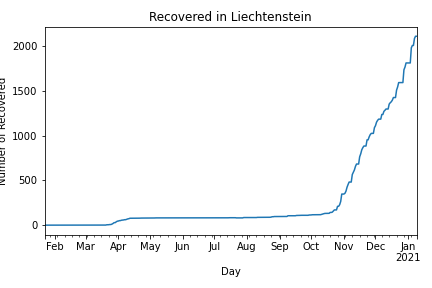 Recovered in Liechtenstein
Number of Recovered
2000
1500
1000
500
0
Feb Mar Apr May Jun Jul Aug Sep Oct Nov Dec Jan
2021
Day